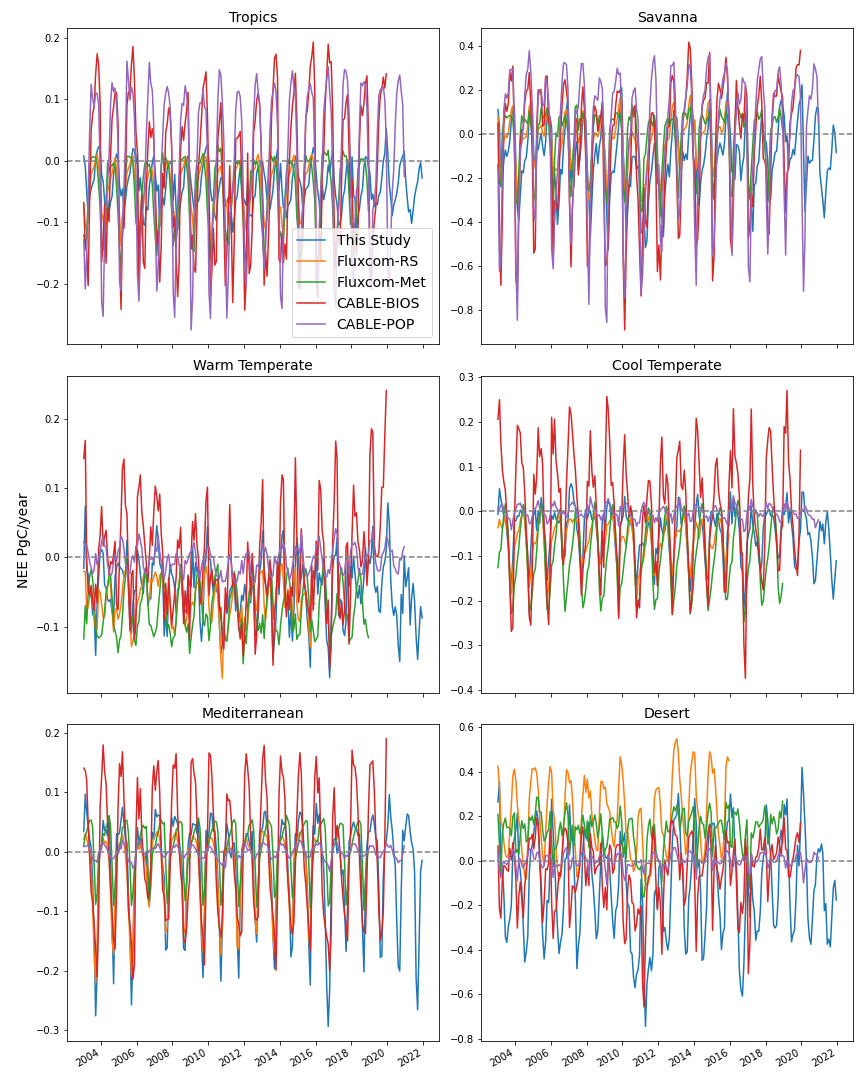 Tropics
Savanna
0.2
0.1
0.0
−0.1
−0.2
This Study
Fluxcom-RS
Fluxcom-Met
CABLE-BIOS
CABLE-POP
0.4
0.2
0.0
−0.2
−0.4
−0.6
−0.8
Warm Temperate
Cool Temperate
NEE PgC/year
0.2
0.1
0.0
−0.1
0.3
0.2
0.1
0.0
−0.1
−0.2
−0.3
−0.4
Mediterranean
Desert
0.2
0.1
0.0
−0.1
−0.2
−0.3
0.6
0.4
0.2
0.0
−0.2
−0.4
−0.6
−0.8
2004 2006 2008 2010 2012 2014 2016 2018 2020 2022
2004 2006 2008 2010 2012 2014 2016 2018 2020 2022